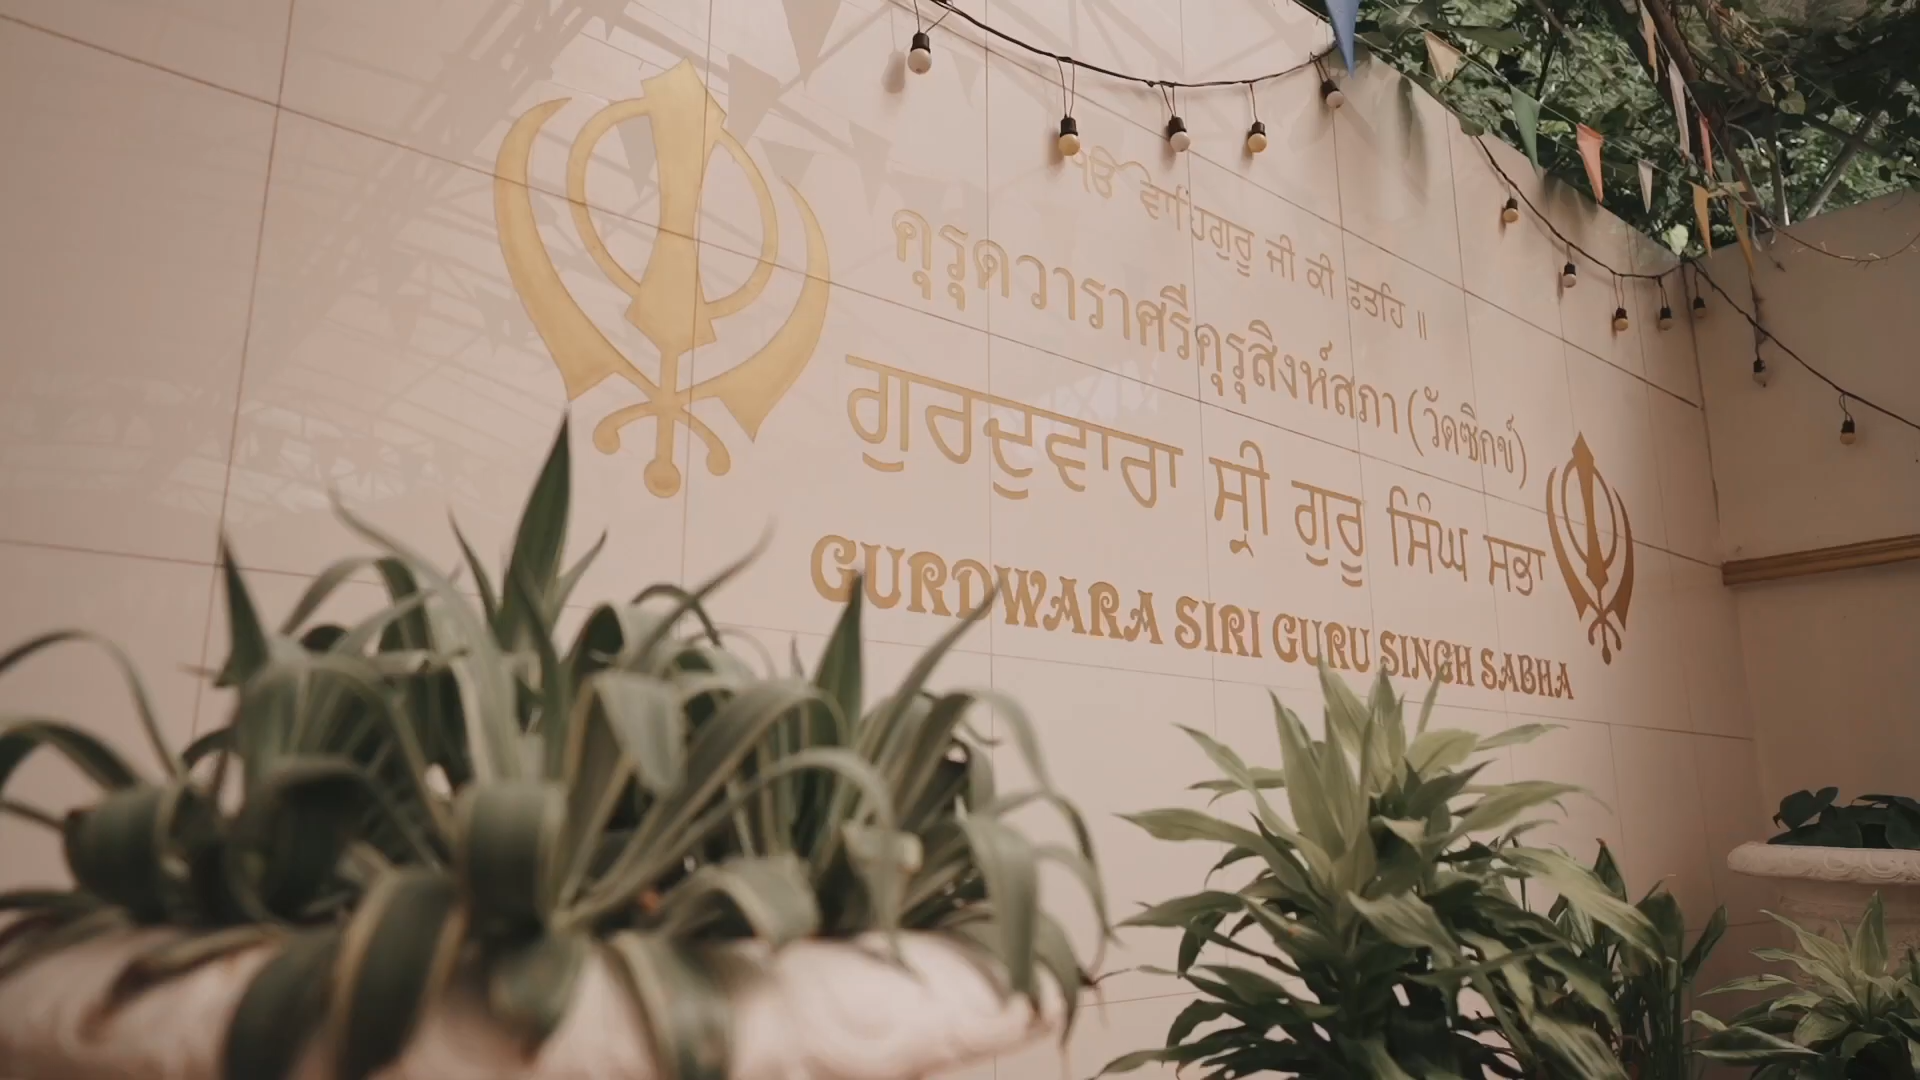 ੴ ਵਾਹਿਗੁਰੂ ਜੀ ਕੀ ਫ਼ਤਹਿ ॥
คุรุดวาราศรีคุรุสิงห์สภา (วัดซิกข์)
ਗੁਰਦੁਵਾਰਾ ਸ੍ਰੀ ਗੁਰੂ ਸਿੰਘ ਸਭਾ
GURDWARA SIRI GURU SINGH SABHA